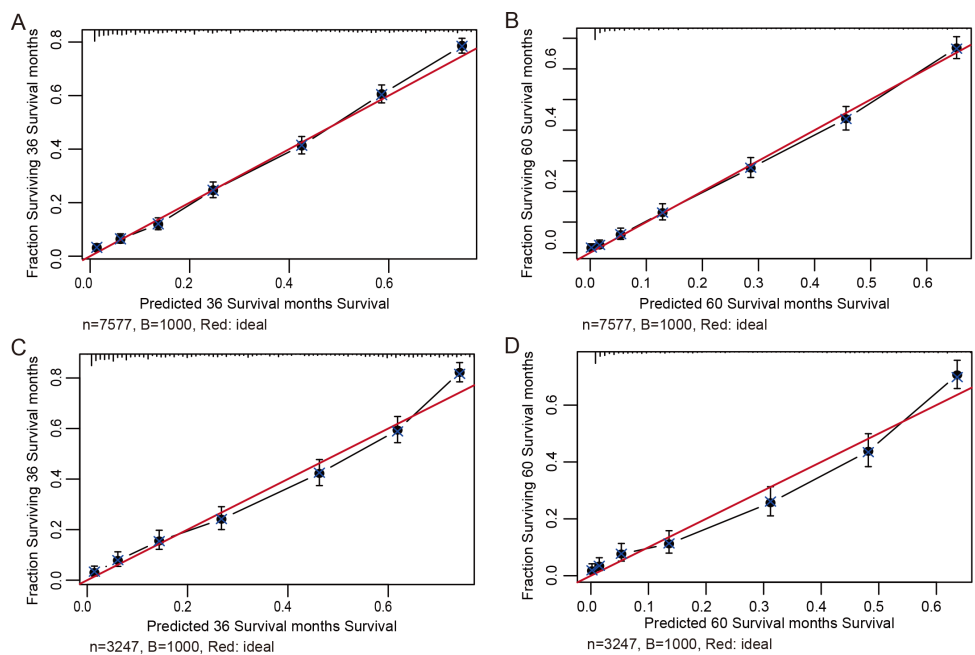 A
Fraction Surviving 36 Survival months
0.8
0.6
0.4
0.2
0.0
0.0 0.2 0.4 0.6
Predicted 36 Survival months Survival
n=7577, B=1000, Red: ideal
B
Fraction Surviving 60 Survival months
0.6
0.4
0.2
0.0
0.0 0.1 0.2 0.3 0.4 0.5 0.6
Predicted 60 Survival months Survival
n=7577, B=1000, Red: ideal
C
Fraction Surviving 36 Survival months
0.8
0.6
0.4
0.2
0.0
0.0 0.2 0.4 0.6
Predicted 36 Survival months Survival
n=3247, B=1000, Red: ideal
D
Fraction Surviving 60 Survival months
0.6
0.4
0.2
0.0
0.0 0.1 0.2 0.3 0.4 0.5 0.6
Predicted 60 Survival months Survival
n=3247, B=1000, Red: ideal